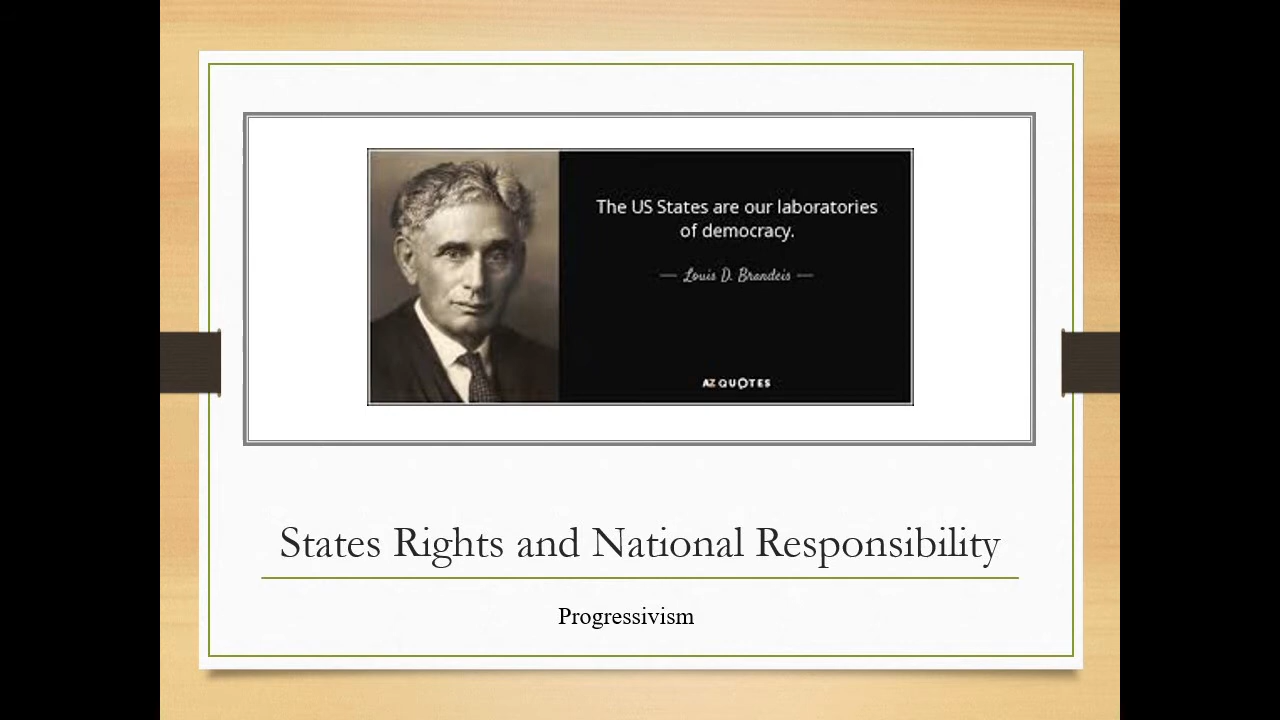 The US States are our laboratories
of democracy.
— Louis D. Brandeis —
AZ QUOTES
States Rights and National Responsibility
Progressivism